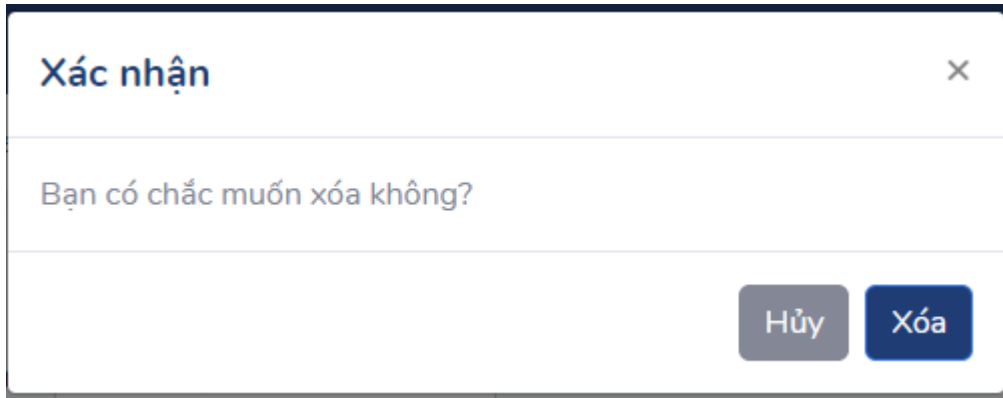 Xác nhận ×
Bạn có chắc muốn xóa không?
Hủy Xóa